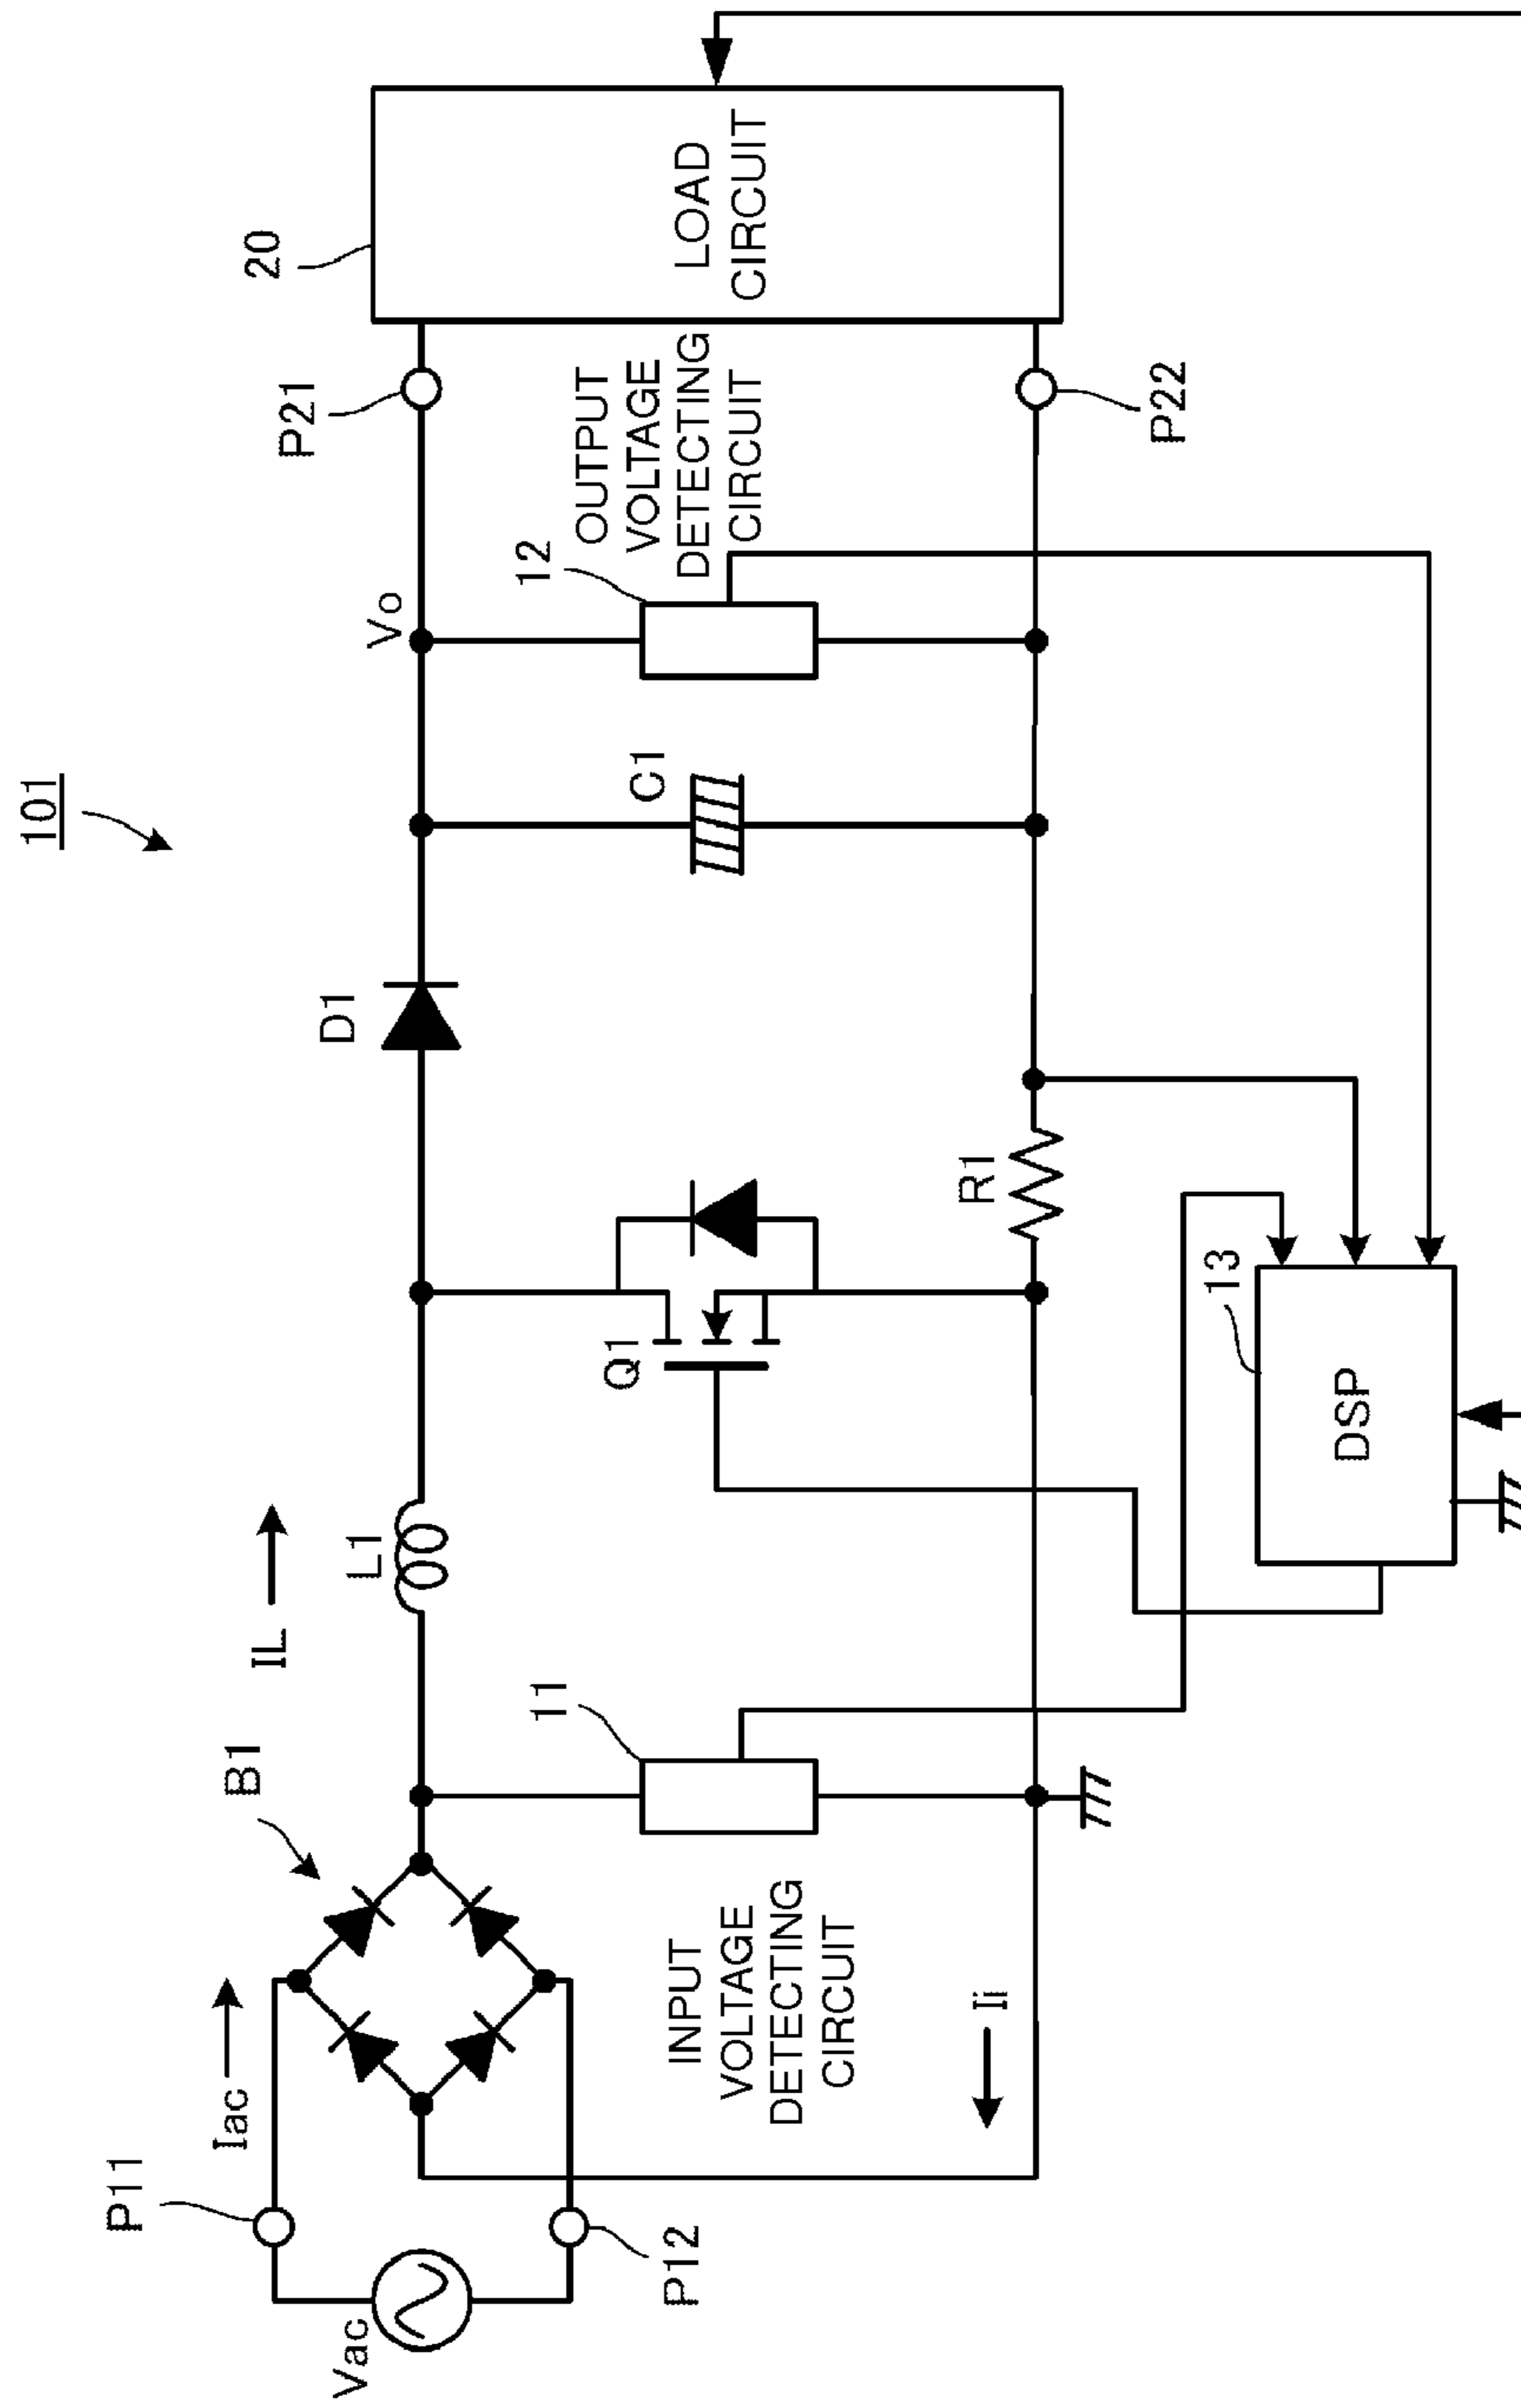 101
Vac
P11
P12
Iac
B1
IL
L1
D1
Vo
P21
20
LOAD
CIRCUIT
INPUT
VOLTAGE
DETECTING
CIRCUIT
11
Q1
C1
12
OUTPUT
VOLTAGE
DETECTING
CIRCUIT
Ii
R1
P22
13
DSP